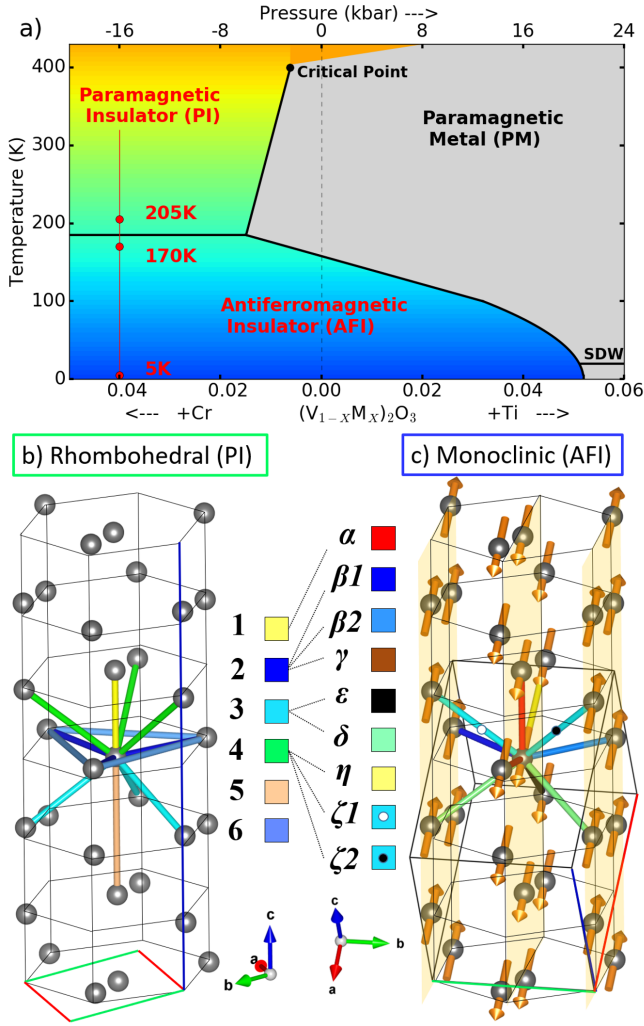 Pressure (kbar) --->
a)
-16 -8 0 8 16 24
Temperature (K)
400
300
200
100
0
Critical Point
Paramagnetic
Insulator (PI)
Paramagnetic
Metal (PM)
205K
170K
Antiferromagnetic
Insulator (AFI)
5K
SDW
0.04 0.02 0.00 0.02 0.04 0.06
<--- +Cr (V1-XMX)2O3 +Ti --->
b) Rhombohedral (PI)
c) Monoclinic (AFI)
1
2
3
4
5
6
α
β1
β2
γ
ε
δ
η
ζ1
ζ2
c
a
b
c
b
a